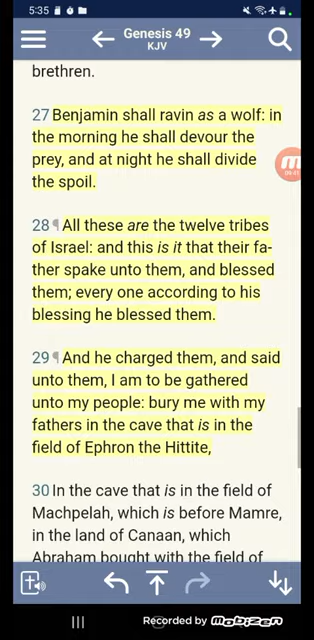 5:35
Genesis 49
KJV
brethren.
27 Benjamin shall ravin as a wolf: in
the morning he shall devour the
prey, and at night he shall divide
the spoil.
28 ¶ All these are the twelve tribes
of Israel: and this is it that their fa-
ther spake unto them, and blessed
them; every one according to his
blessing he blessed them.
29 ¶ And he charged them, and said
unto them, I am to be gathered
unto my people: bury me with my
fathers in the cave that is in the
field of Ephron the Hittite,
30 In the cave that is in the field of
Machpelah, which is before Mamre,
in the land of Canaan, which
Abraham bought with the field of
Recorded by Mobizen